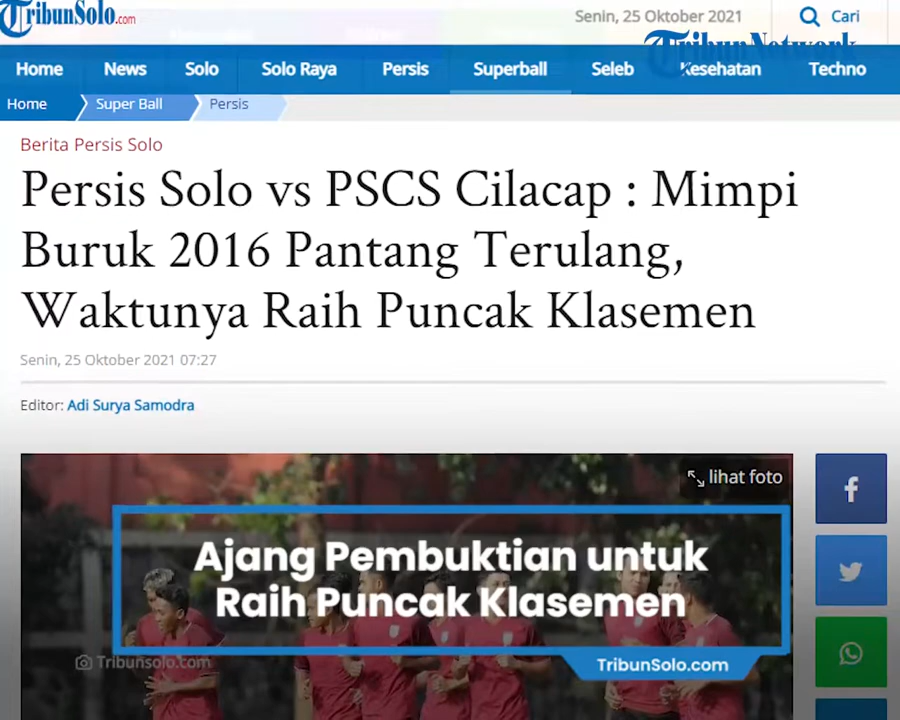 TribunSolo.com
Senin, 25 Oktober 2021
Cari
TribunNetwork
Home News Solo Solo Raya Persis Superball Seleb Kesehatan Techno
Home Super Ball Persis
Berita Persis Solo
Persis Solo vs PSCS Cilacap : Mimpi
Buruk 2016 Pantang Terulang,
Waktunya Raih Puncak Klasemen
Senin, 25 Oktober 2021 07:27
Editor: Adi Surya Samodra
lihat foto
Ajang Pembuktian untuk
Raih Puncak Klasemen
Tribunsolo.com
TribunSolo.com